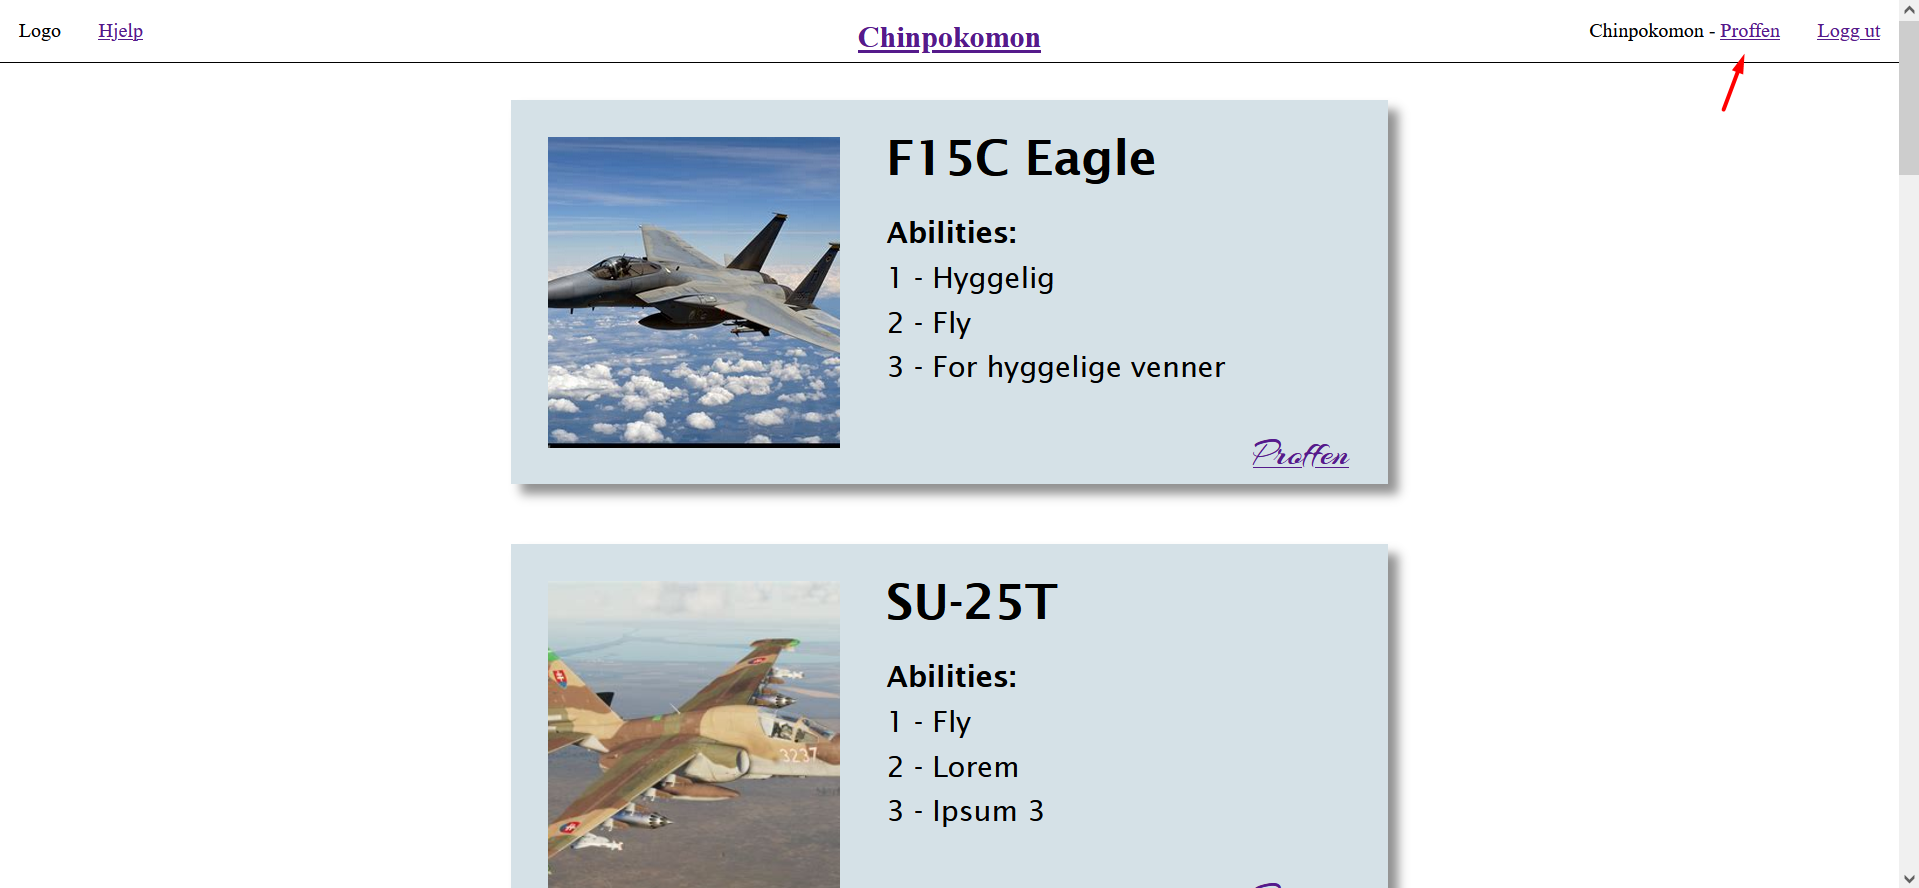 Logo Hjelp Chinpokomon Chinpokomon - Proffen Logg ut
F15C Eagle
Abilities:
1 - Hyggelig
2 - Fly
3 - For hyggelige venner
Proffen
SU-25T
Abilities:
1 - Fly
2 - Lorem
3 - Ipsum 3
3237